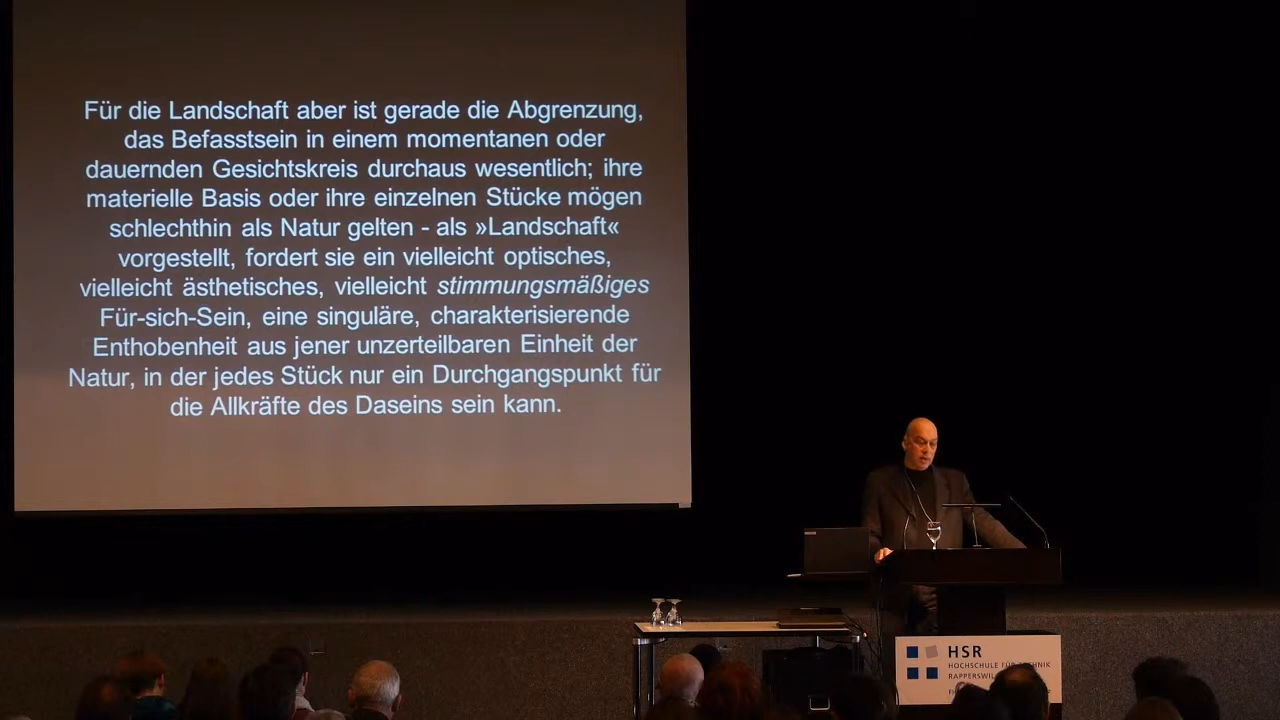 Für die Landschaft aber ist gerade die Abgrenzung,
das Befasstsein in einem momentanen oder
dauernden Gesichtskreis durchaus wesentlich; ihre
materielle Basis oder ihre einzelnen Stücke mögen
schlechthin als Natur gelten - als »Landschaft«
vorgestellt, fordert sie ein vielleicht optisches,
vielleicht ästhetisches, vielleicht stimmungsmäßiges
Für-sich-Sein, eine singuläre, charakterisierende
Enthobenheit aus jener unzerteilbaren Einheit der
Natur, in der jedes Stück nur ein Durchgangspunkt für
die Allkräfte des Daseins sein kann.
HSR
HOCHSCHULE FÜR TECHNIK
RAPPERSWIL